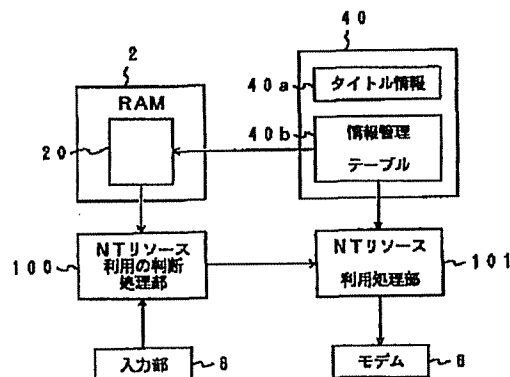 40
2
40a
タイトル情報
RAM
40b
情報管理
テーブル
20
NTリソース
利用の判断
処理部
100
NTリソース
利用処理部
101
入力部
8
モデム
6